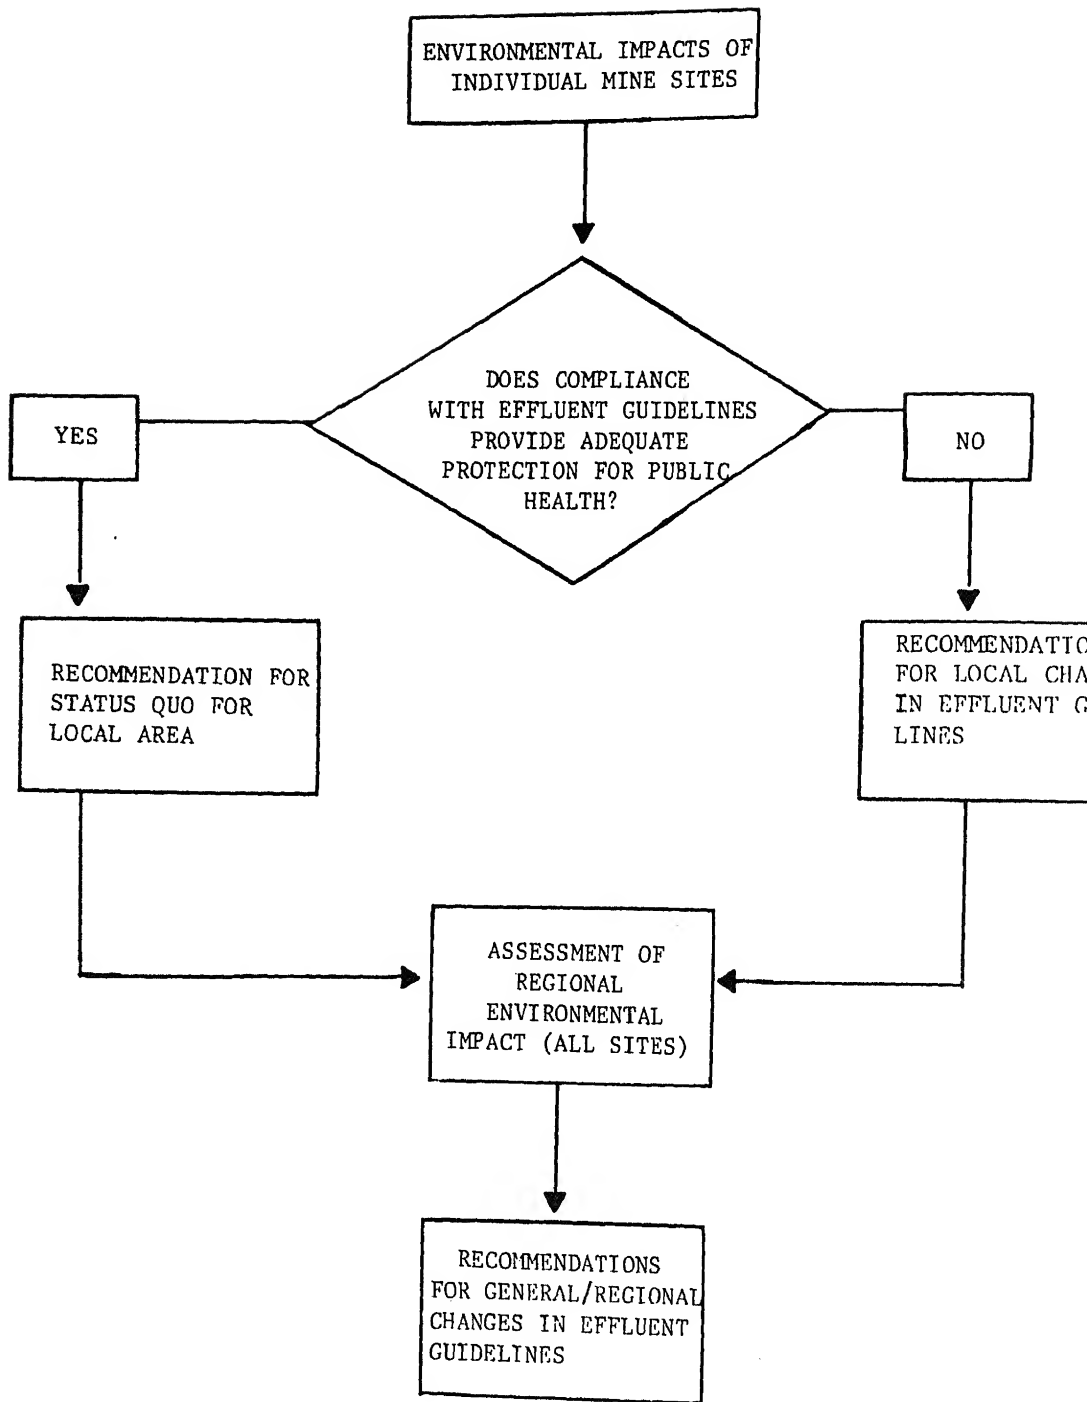 ENVIRONMENTAL IMPACTS OF
INDIVIDUAL MINE SITES
DOES COMPLIANCE
WITH EFFLUENT GUIDELINES
PROVIDE ADEQUATE
PROTECTION FOR PUBLIC
HEALTH?
YES
NO
RECOMMENDATION FOR
STATUS QUO FOR
LOCAL AREA
FOR LOCAL
IN EFFLUENT
LINES
ASSESSMENT OF
REGIONAL
ENVIRONMENTAL
IMPACT (ALL SITES)
RECOMMENDATIONS
FOR GENERAL/REGIONAL
CHANGES IN EFFLUENT
GUIDELINES